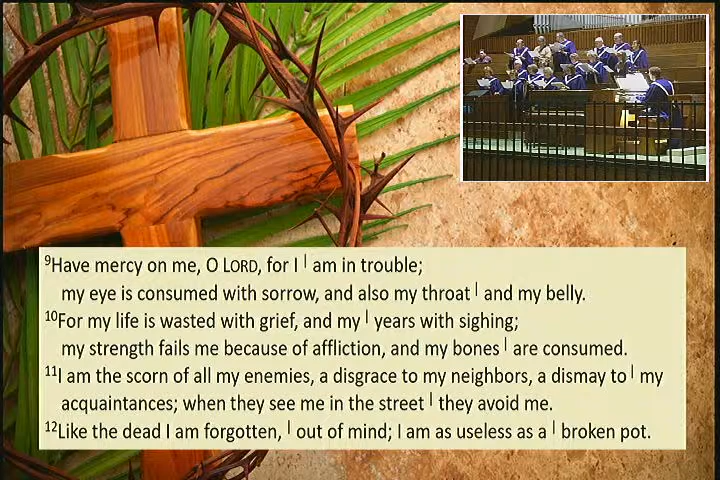 ⁹Have mercy on me, O LORD, for I | am in trouble;
my eye is consumed with sorrow, and also my throat | and my belly.
¹⁰For my life is wasted with grief, and my | years with sighing;
my strength fails me because of affliction, and my bones | are consumed.
¹¹I am the scorn of all my enemies, a disgrace to my neighbors, a dismay to | my
acquaintances; when they see me in the street | they avoid me.
¹²Like the dead I am forgotten, | out of mind; I am as useless as a | broken pot.